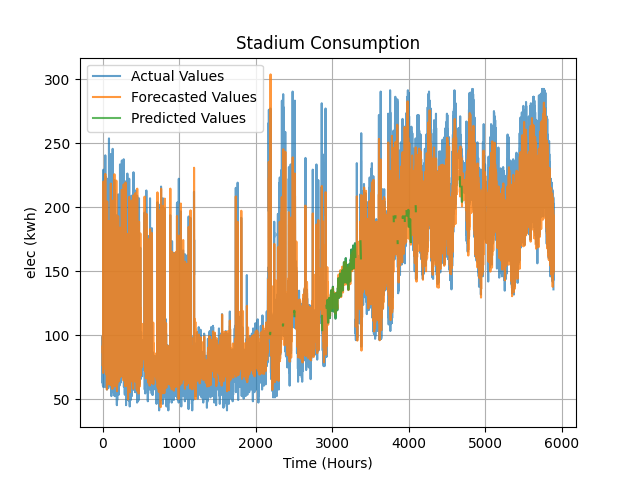 Stadium Consumption
Actual Values
Forecasted Values
Predicted Values
300
250
200
150
100
50
elec (kwh)
0 1000 2000 3000 4000 5000 6000
Time (Hours)